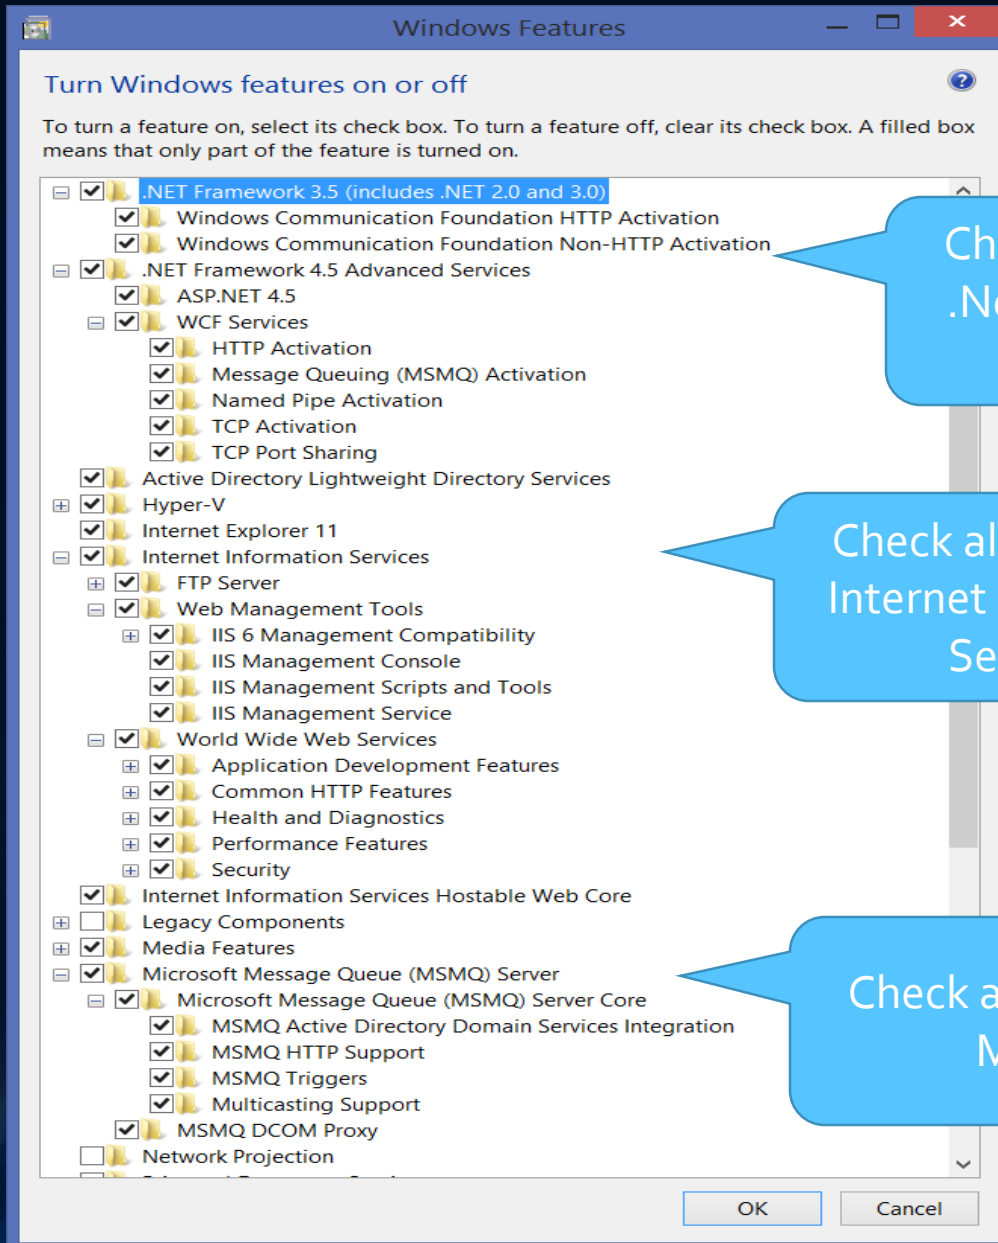 Windows Features
Turn Windows features on or off
To turn a feature on, select its check box. To turn a feature off, clear its check box. A filled box
means that only part of the feature is turned on.
.NET Framework 3.5 (includes .NET 2.0 and 3.0)
Windows Communication Foundation HTTP Activation
Windows Communication Foundation Non-HTTP Activation
.NET Framework 4.5 Advanced Services
ASP.NET 4.5
WCF Services
HTTP Activation
Message Queuing (MSMQ) Activation
Named Pipe Activation
TCP Activation
TCP Port Sharing
Active Directory Lightweight Directory Services
Hyper-V
Internet Explorer 11
Internet Information Services
FTP Server
Web Management Tools
IIS 6 Management Compatibility
IIS Management Console
IIS Management Scripts and Tools
IIS Management Service
World Wide Web Services
Application Development Features
Common HTTP Features
Health and Diagnostics
Performance Features
Security
Internet Information Services Hostable Web Core
Legacy Components
Media Features
Microsoft Message Queue (MSMQ) Server
Microsoft Message Queue (MSMQ) Server Core
MSMQ Active Directory Domain Services Integration
MSMQ HTTP Support
MSMQ Triggers
Multicasting Support
MSMQ DCOM Proxy
Network Projection
OK
Cancel
Check
Internet
Check